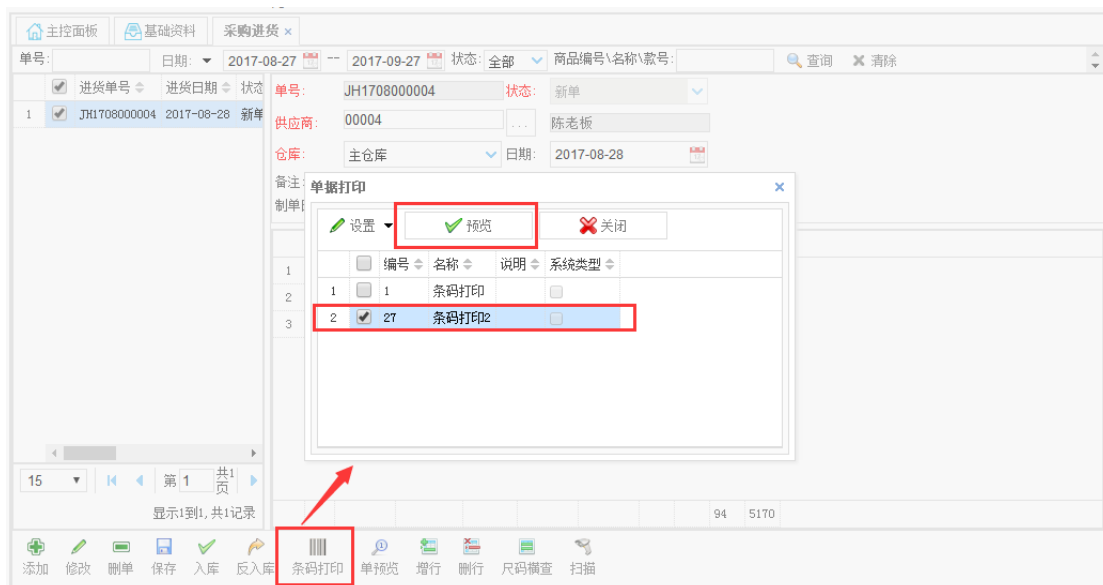 主控面板 基础资料 采购进货 ×
单号: 日期: 2017-08-27 -- 2017-09-27 状态: 全部 商品编号\名称\款号: 查询 清除
进货单号 进货日期 状态
1 JH1708000004 2017-08-28 新单
单号: JH1708000004 状态: 新单
供应商: 00004 ... 陈老板
仓库: 主仓库 日期: 2017-08-28
备注:
制单
单据打印 ×
设置 预览 关闭
编号 名称 说明 系统类型
1 1 条码打印
2 27 条码打印2
1
2
3
15 第 1 共1页
显示1到1,共1记录
94 5170
添加 修改 删单 保存 入库 反入库 条码打印 单预览 增行 删行 尺码横查 扫描